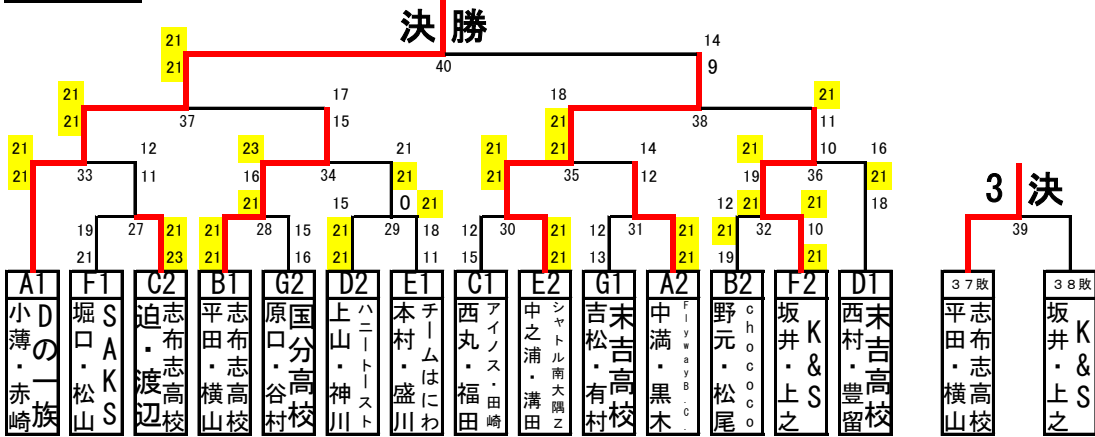 決 勝
21 14
21 40 9
21 17 18 21
21 37 15 21 38 11
21 12 23 21 21 14 21 10 16
21 33 11 16 34 21 21 35 12 19 36 21
21 15 0 21 12 21 18
19 27 21 21 28 15 21 29 18 12 30 21 12 31 21 21 32 10
21 23 21 16 21 11 15 21 13 21 19 21
3 決
39
A1 F1 C2 B1 G2 D2 E1 C1 E2 G1 A2 B2 F2 D1 37敗 38敗
Dの一族
小薄・赤崎
SAKS
堀口・松山
志布志高校
迫・渡辺
志布志高校
平田・横山
国分高校
原口・谷村
ハニートースト
上山・神川
チームはにわ
本村・盛川
アイノス・田崎
西丸・福田
シャトル南大隅Z
中之浦・溝田
末吉高校
吉松・有村
FlywayB.C.
中満・黒木
chococo
野元・松尾
K&S
坂井・上之
末吉高校
西村・豊留
志布志高校
平田・横山
K&S
坂井・上之